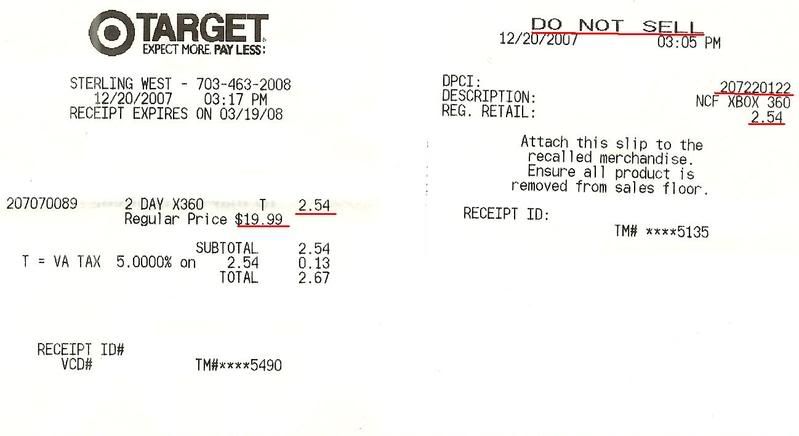 TARGET
EXPECT MORE. PAY LESS.
STERLING WEST - 703-463-2008
12/20/2007 03:17 PM
RECEIPT EXPIRES ON 03/19/08
207070089 2 DAY X360 T 2.54
Regular Price $19.99
SUBTOTAL 2.54
T = VA TAX 5.0000% on 2.54 0.13
TOTAL 2.67
RECEIPT ID#
VCD# TM#****5490
DO NOT SELL
12/20/2007 03:05 PM
DPCI: 207220122
DESCRIPTION: NCF XBOX 360
REG. RETAIL: 2.54
Attach this slip to the
recalled merchandise.
Ensure all product is
removed from sales floor.
RECEIPT ID:
TM# ****5135